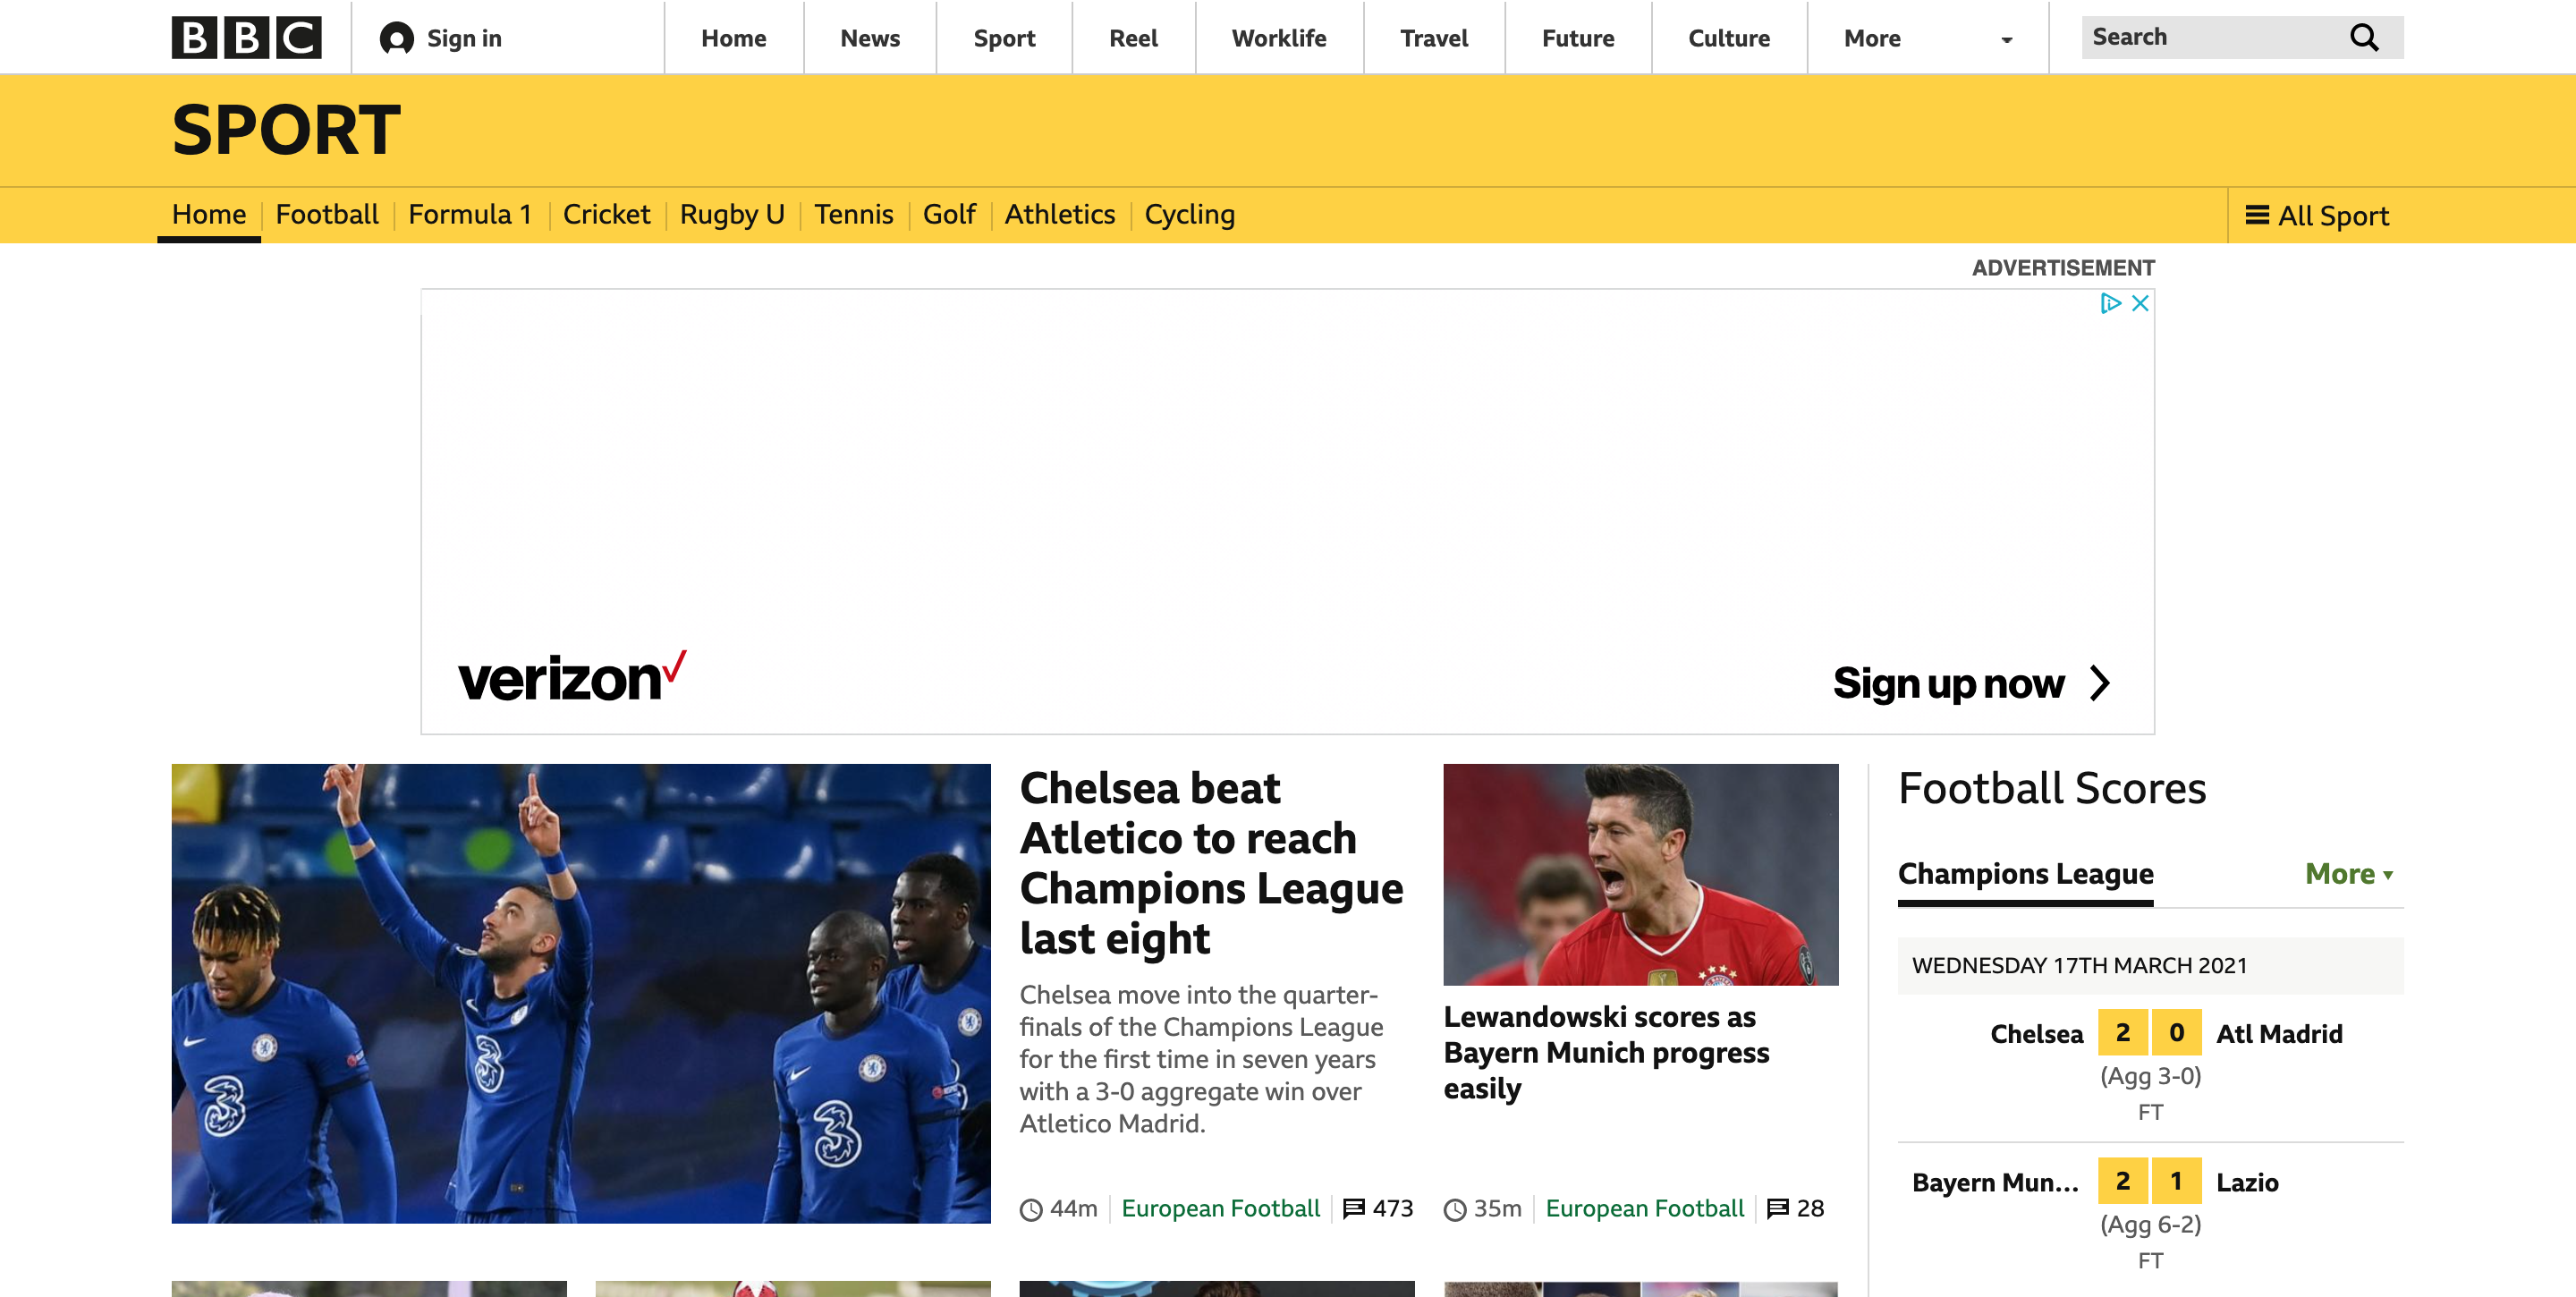 BBC
Sign in
Home
News
Sport
Reel
Worklife
Travel
Future
Culture
More
Search
SPORT
Home
Football
Formula 1
Cricket
Rugby U
Tennis
Golf
Athletics
Cycling
All Sport
ADVERTISEMENT
verizon
Sign up now
Chelsea beat
Atletico to reach
Champions League
last eight
Chelsea move into the quarter-
finals of the Champions League
for the first time in seven years
with a 3-0 aggregate win over
Atletico Madrid.
44m
European Football
473
Lewandowski scores as
Bayern Munich progress
easily
35m
European Football
28
Football Scores
Champions League
More
WEDNESDAY 17TH MARCH 2021
Chelsea 2 0 Atl Madrid
(Agg 3-0)
FT
Bayern Mun... 2 1 Lazio
(Agg 6-2)
FT
3
3
3